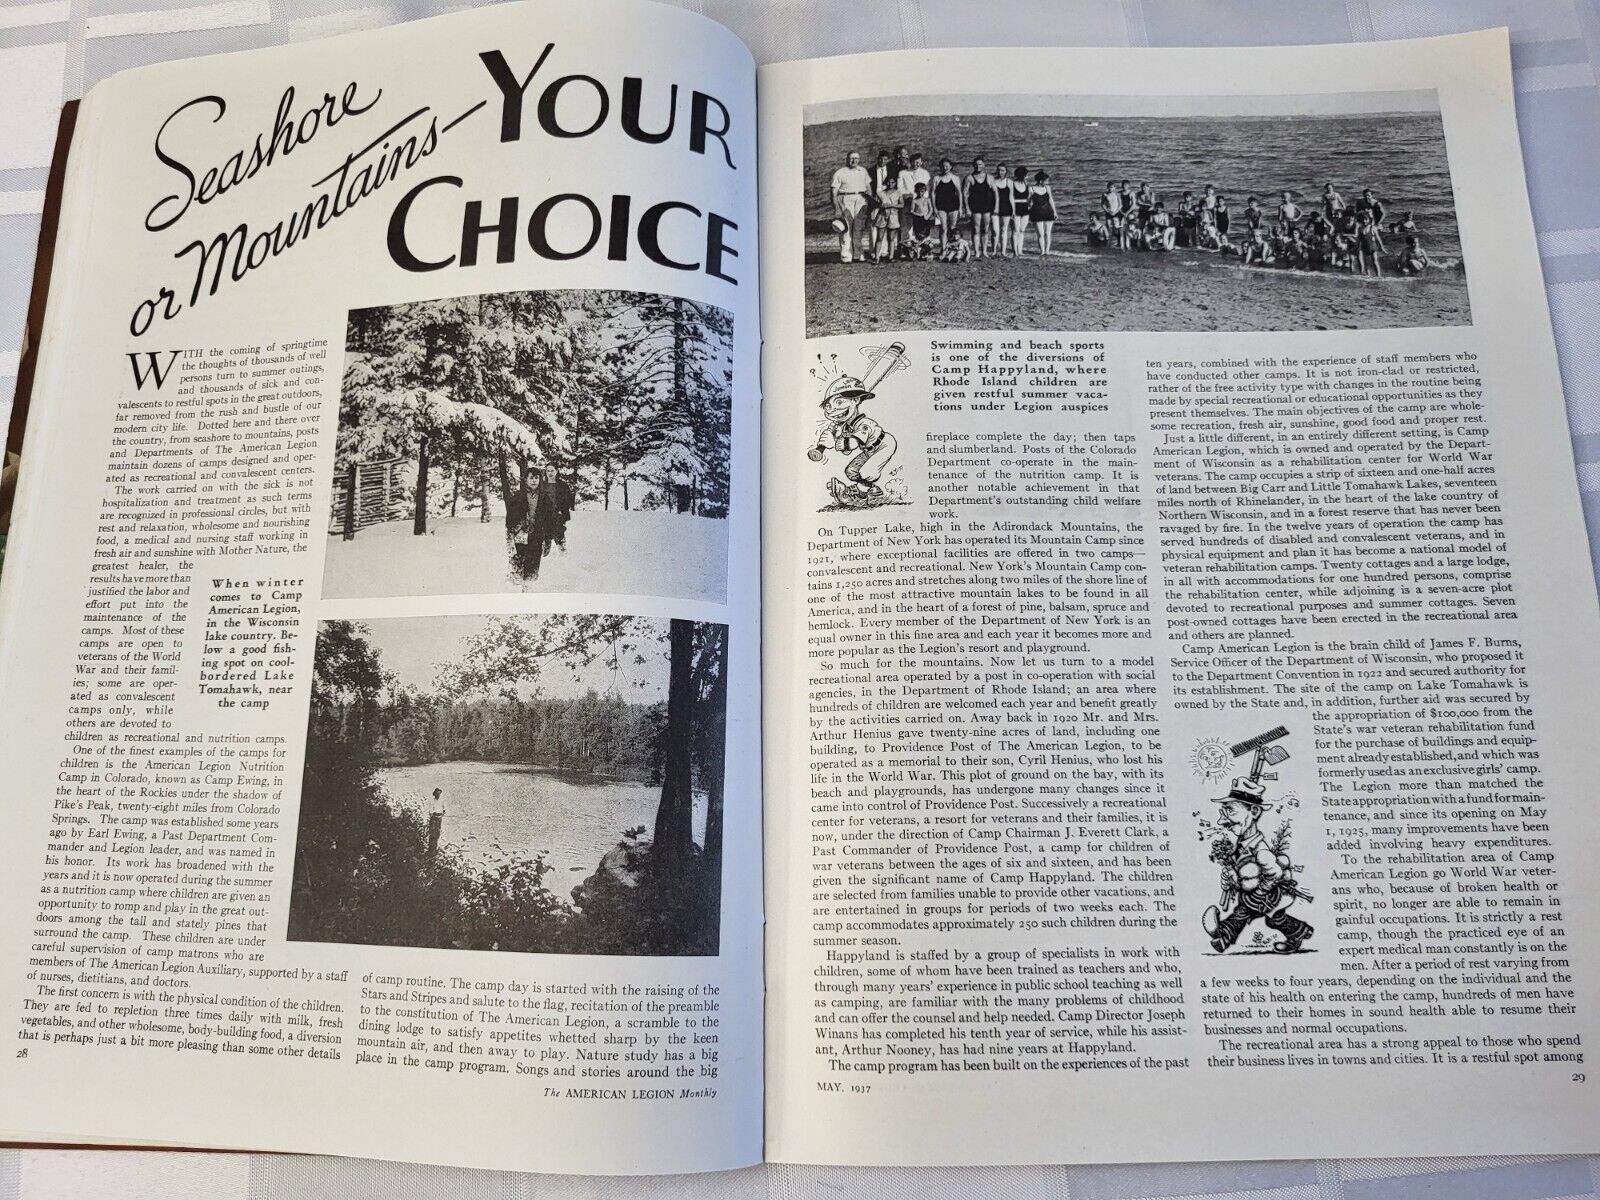 Seashore
or Mountains—YOUR
CHOICE
WITH the coming of springtime
the thoughts of thousands of well
persons turn to summer outings,
and thousands of sick and con-
valescents to restful spots in the great outdoors,
far removed from the rush and bustle of our
modern city life. Dotted here and there over
the country, from seashore to mountains, posts
and Departments of The American Legion
maintain dozens of camps designed and oper-
ated as recreational and convalescent centers.
The work carried on with the sick is not
hospitalization and treatment as such terms
are recognized in professional circles, but with
rest and relaxation, wholesome and nourishing
food, a medical and nursing staff working in
fresh air and sunshine with Mother Nature, the
greatest healer, the
results have more than
justified the labor and
effort put into the
maintenance of the
camps. Most of these
camps are open to
veterans of the World
War and their famil-
ies; some are oper-
ated as convalescent
camps only, while
others are devoted to
children as recreational and nutrition camps.
One of the finest examples of the camps for
children is the American Legion Nutrition
Camp in Colorado, known as Camp Ewing, in
the heart of the Rockies under the shadow of
Pike's Peak, twenty-eight miles from Colorado
Springs. The camp was established some years
ago by Earl Ewing, a Past Department Com-
mander and Legion leader, and was named in
his honor. Its work has broadened with the
years and it is now operated during the summer
as a nutrition camp where children are given an
opportunity to romp and play in the great out-
doors among the tall and stately pines that
surround the camp. These children are under
careful supervision of camp matrons who are
members of The American Legion Auxiliary, supported by a staff
of nurses, dietitians, and doctors.
The first concern is with the physical condition of the children.
They are fed to repletion three times daily with milk, fresh
vegetables, and other wholesome, body-building food, a diversion
that is perhaps just a bit more pleasing than some other details
28
When winter
comes to Camp
American Legion,
in the Wisconsin
lake country. Be-
low a good fish-
ing spot on cool-
bordered Lake
Tomahawk, near
the camp
of camp routine. The camp day is started with the raising of the
Stars and Stripes and salute to the flag, recitation of the preamble
to the constitution of The American Legion, a scramble to the
dining lodge to satisfy appetites whetted sharp by the keen
mountain air, and then away to play. Nature study has a big
place in the camp program. Songs and stories around the big
The AMERICAN LEGION Monthly
Swimming and beach sports
is one of the diversions of
Camp Happyland, where
Rhode Island children are
given restful summer vaca-
tions under Legion auspices
fireplace complete the day; then taps
and slumberland. Posts of the Colorado
Department co-operate in the main-
tenance of the nutrition camp. It is
another notable achievement in that
Department's outstanding child welfare
work.
On Tupper Lake, high in the Adirondack Mountains, the
Department of New York has operated its Mountain Camp since
1921, where exceptional facilities are offered in two camps—
convalescent and recreational. New York's Mountain Camp con-
tains 1,250 acres and stretches along two miles of the shore line of
one of the most attractive mountain lakes to be found in all
America, and in the heart of a forest of pine, balsam, spruce and
hemlock. Every member of the Department of New York is an
equal owner in this fine area and each year it becomes more and
more popular as the Legion's resort and playground.
So much for the mountains. Now let us turn to a model
recreational area operated by a post in co-operation with social
agencies, in the Department of Rhode Island; an area where
hundreds of children are welcomed each year and benefit greatly
by the activities carried on. Away back in 1920 Mr. and Mrs.
Arthur Henius gave twenty-nine acres of land, including one
building, to Providence Post of The American Legion, to be
operated as a memorial to their son, Cyril Henius, who lost his
life in the World War. This plot of ground on the bay, with its
beach and playgrounds, has undergone many changes since it
came into control of Providence Post. Successively a recreational
center for veterans, a resort for veterans and their families, it is
now, under the direction of Camp Chairman J. Everett Clark, a
Past Commander of Providence Post, a camp for children of
war veterans between the ages of six and sixteen, and has been
given the significant name of Camp Happyland. The children
are selected from families unable to provide other vacations, and
are entertained in groups for periods of two weeks each. The
camp accommodates approximately 250 such children during the
summer season.
Happyland is staffed by a group of specialists in work with
children, some of whom have been trained as teachers and who,
through many years' experience in public school teaching as well
as camping, are familiar with the many problems of childhood
and can offer the counsel and help needed. Camp Director Joseph
Winans has completed his tenth year of service, while his assist-
ant, Arthur Nooney, has had nine years at Happyland.
The camp program has been built on the experiences of the past
MAY, 1937
ten years, combined with the experience of staff members who
have conducted other camps. It is not iron-clad or restricted,
rather of the free activity type with changes in the routine being
made by special recreational or educational opportunities as they
present themselves. The main objectives of the camp are whole-
some recreation, fresh air, sunshine, good food and proper rest.
Just a little different, in an entirely different setting, is Camp
American Legion, which is owned and operated by the Depart-
ment of Wisconsin as a rehabilitation center for World War
veterans. The camp occupies a strip of sixteen and one-half acres
of land between Big Carr and Little Tomahawk Lakes, seventeen
miles north of Rhinelander, in the heart of the lake country of
Northern Wisconsin, and in a forest reserve that has never been
ravaged by fire. In the twelve years of operation the camp has
served hundreds of disabled and convalescent veterans, and in
physical equipment and plan it has become a national model of
veteran rehabilitation camps. Twenty cottages and a large lodge,
in all with accommodations for one hundred persons, comprise
the rehabilitation center, while adjoining is a seven-acre plot
devoted to recreational purposes and summer cottages. Seven
post-owned cottages have been erected in the recreational area
and others are planned.
Camp American Legion is the brain child of James F. Burns,
Service Officer of the Department of Wisconsin, who proposed it
to the Department Convention in 1922 and secured authority for
its establishment. The site of the camp on Lake Tomahawk is
owned by the State and, in addition, further aid was secured by
the appropriation of $100,000 from the
State's war veteran rehabilitation fund
for the purchase of buildings and equip-
ment already established, and which was
formerly used as an exclusive girls' camp.
The Legion more than matched the
State appropriation with a fund for main-
tenance, and since its opening on May
1, 1925, many improvements have been
added involving heavy expenditures.
To the rehabilitation area of Camp
American Legion go World War veter-
ans who, because of broken health or
spirit, no longer are able to remain in
gainful occupations. It is strictly a rest
camp, though the practiced eye of an
expert medical man constantly is on the
men. After a period of rest varying from
a few weeks to four years, depending on the individual and the
state of his health on entering the camp, hundreds of men have
returned to their homes in sound health able to resume their
businesses and normal occupations.
The recreational area has a strong appeal to those who spend
their business lives in towns and cities. It is a restful spot among
29